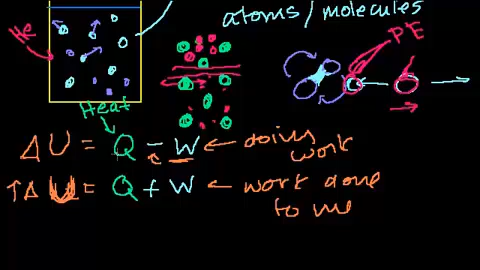 atoms/molecules
He
PE
Heat
ΔU = Q - W ← doing work
↑ΔU = Q + W ← work done to me